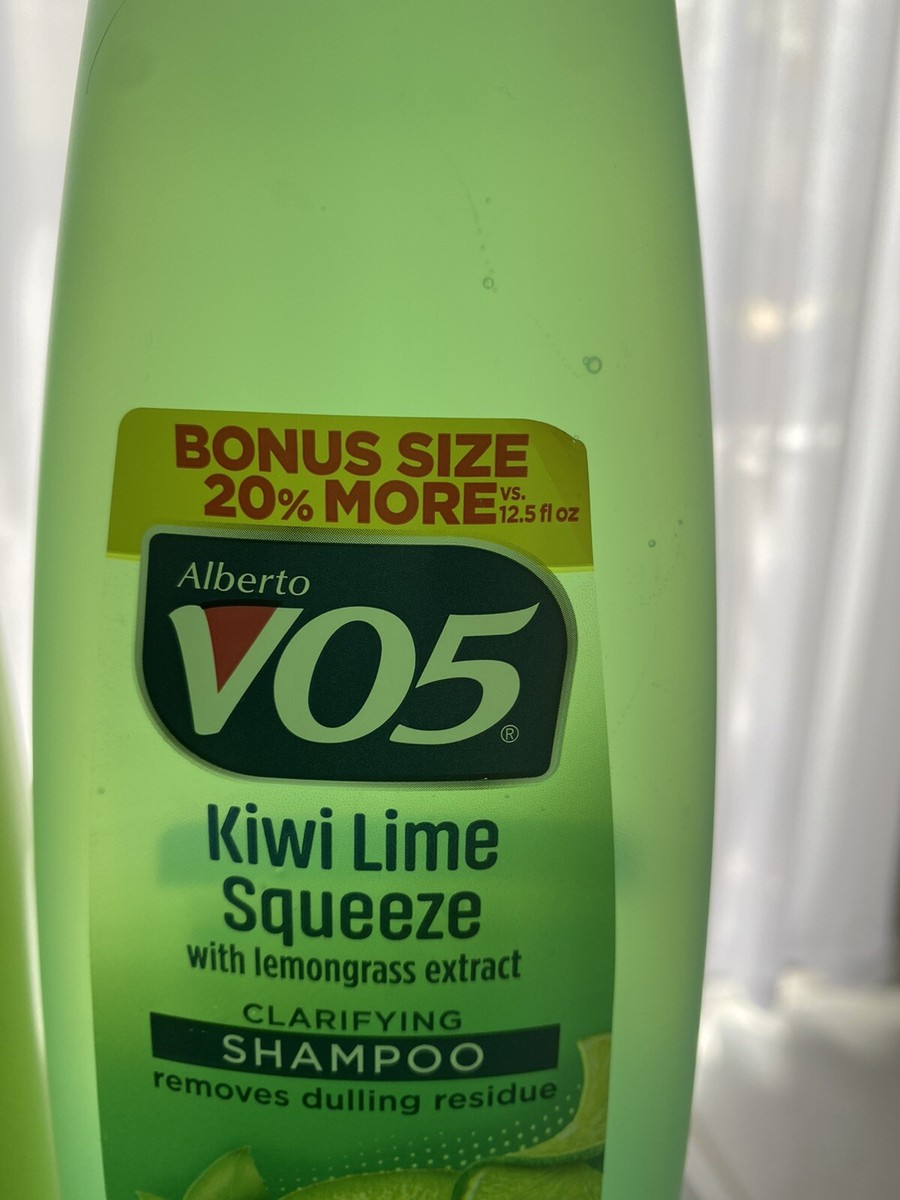 BONUS SIZE
20% MORE vs. 12.5 fl oz
Alberto
VO5®
Kiwi Lime
Squeeze
with lemongrass extract
CLARIFYING
SHAMPOO
removes dulling residue